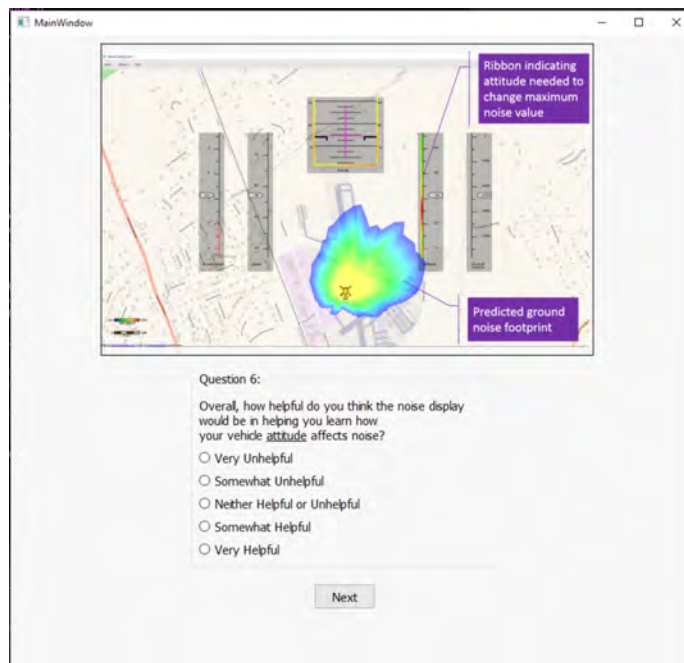 MainWindow
Ribbon indicating
attitude needed to
change maximum
noise value
Predicted ground
noise footprint
Question 6:
Overall, how helpful do you think the noise display
would be in helping you learn how
your vehicle attitude affects noise?
Very Unhelpful
Somewhat Unhelpful
Neither Helpful or Unhelpful
Somewhat Helpful
Very Helpful
Next